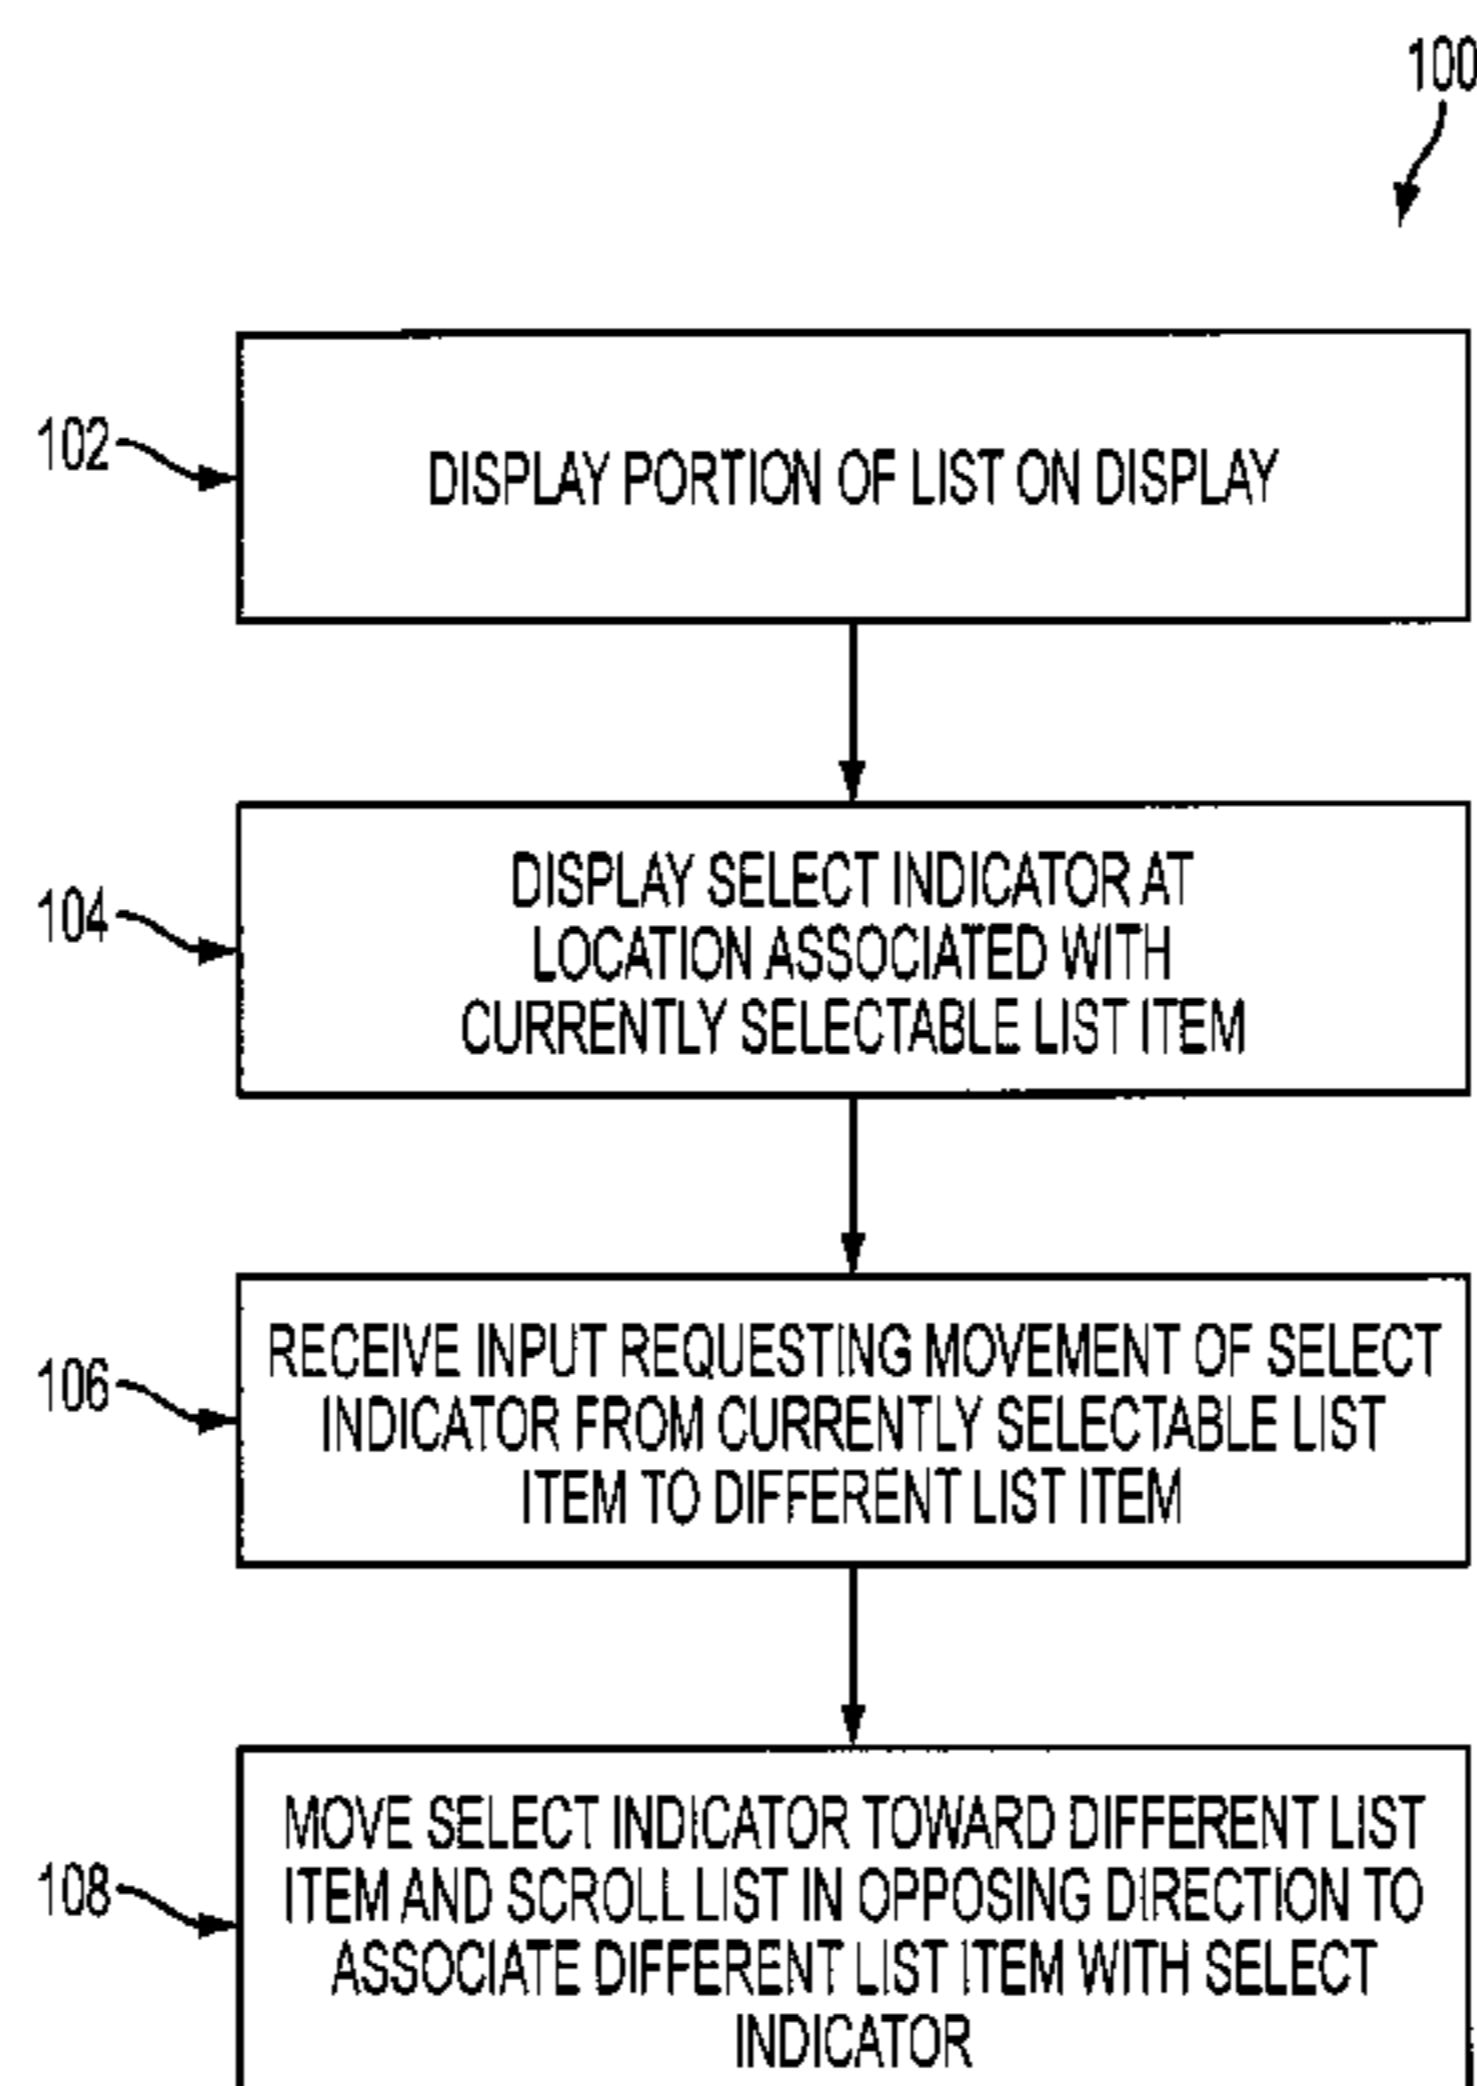 100
102
DISPLAY PORTION OF LIST ON DISPLAY
104
DISPLAY SELECT INDICATOR AT
LOCATION ASSOCIATED WITH
CURRENTLY SELECTABLE LIST ITEM
106
RECEIVE INPUT REQUESTING MOVEMENT OF SELECT
INDICATOR FROM CURRENTLY SELECTABLE LIST
ITEM TO DIFFERENT LIST ITEM
108
MOVE SELECT INDICATOR TOWARD DIFFERENT LIST
ITEM AND SCROLL LIST IN OPPOSING DIRECTION TO
ASSOCIATE DIFFERENT LIST ITEM WITH SELECT
INDICATOR